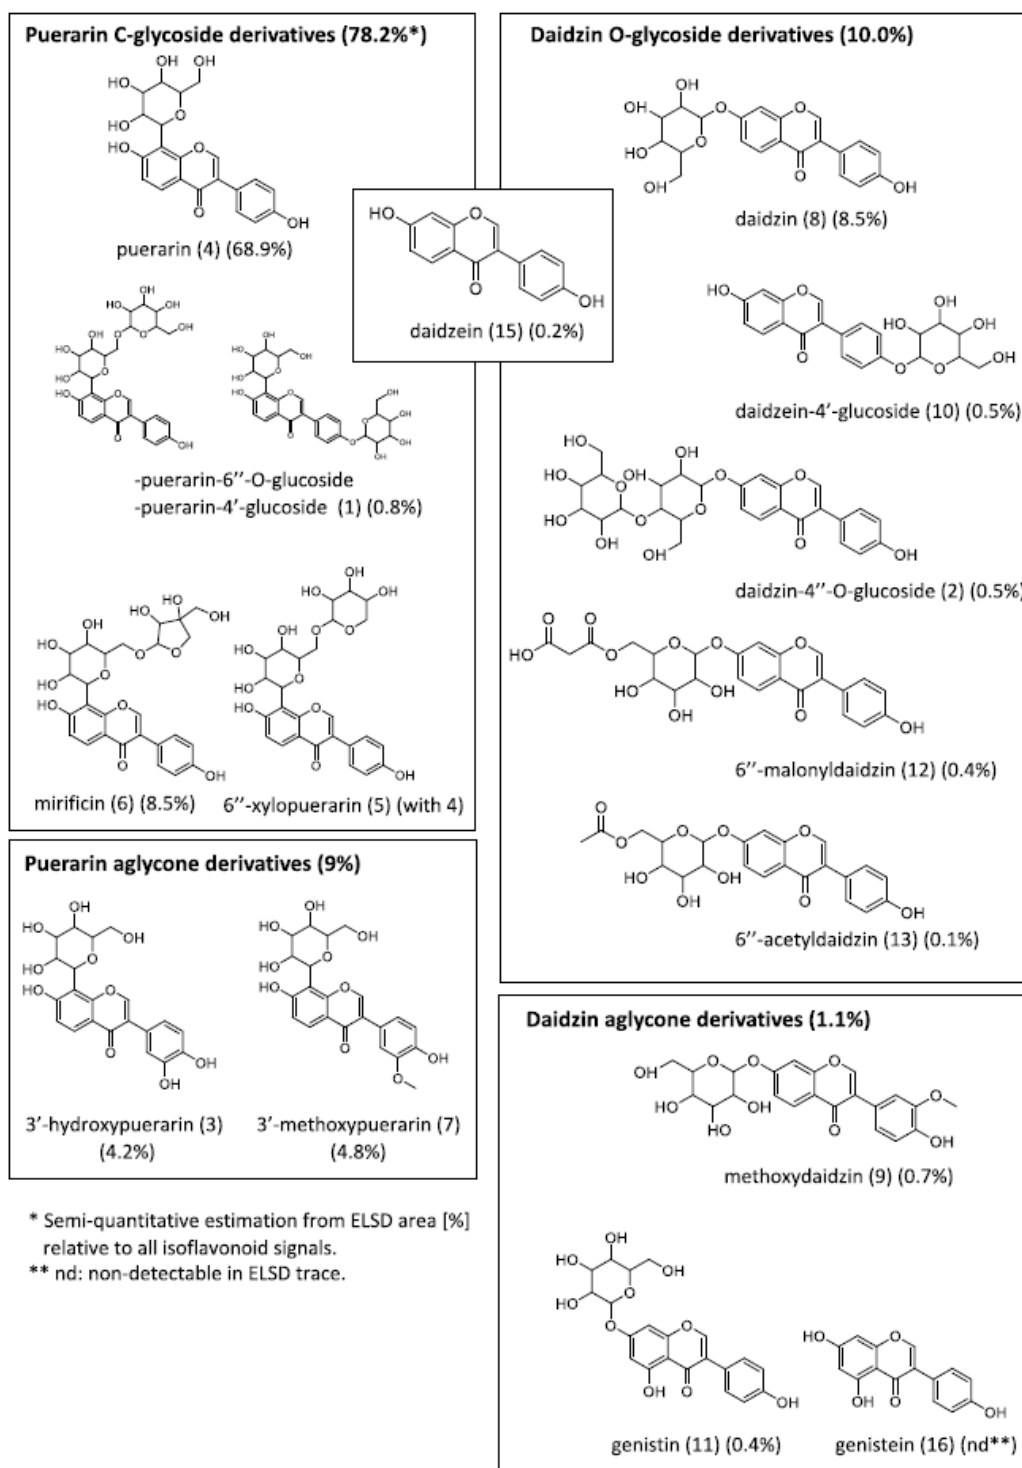 Puerarin C-glycoside derivatives (78.2%*)
puerarin (4) (68.9%)
-puerarin-6″-O-glucoside
-puerarin-4′-glucoside (1) (0.8%)
mirificin (6) (8.5%)
6″-xylopuerarin (5) (with 4)
daidzein (15) (0.2%)
Daidzin O-glycoside derivatives (10.0%)
daidzin (8) (8.5%)
daidzein-4′-glucoside (10) (0.5%)
daidzin-4″-O-glucoside (2) (0.5%)
6″-malonyldaidzin (12) (0.4%)
6″-acetyldaidzin (13) (0.1%)
Puerarin aglycone derivatives (9%)
3′-hydroxypuerarin (3)
(4.2%)
3′-methoxypuerarin (7)
(4.8%)
Daidzin aglycone derivatives (1.1%)
methoxydaidzin (9) (0.7%)
genistin (11) (0.4%)
genistein (16) (nd**)
* Semi-quantitative estimation from ELSD area [%]
relative to all isoflavonoid signals.
** nd: non-detectable in ELSD trace.